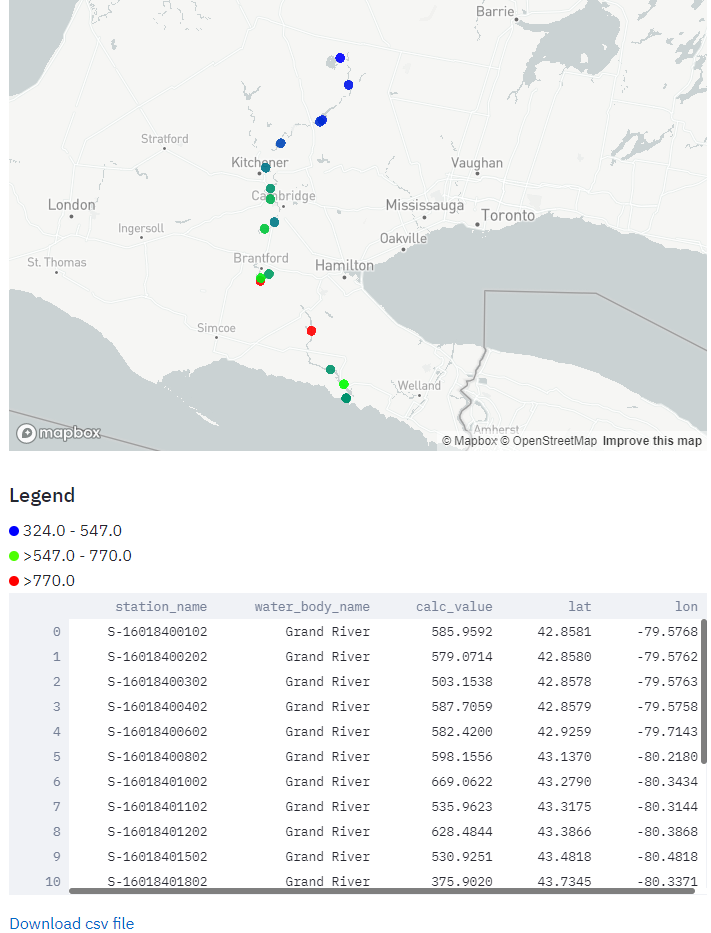 Barrie
Stratford
Kitchener
Vaughan
Cambridge
London
Mississauga
Toronto
Ingersoll
Oakville
Brantford
Hamilton
St. Thomas
Simcoe
Welland
Amherst
mapbox
© Mapbox © OpenStreetMap Improve this map
Legend
324.0 - 547.0
>547.0 - 770.0
>770.0
station_name water_body_name calc_value lat lon
0 S-16018400102 Grand River 585.9592 42.8581 -79.5768
1 S-16018400202 Grand River 579.0714 42.8580 -79.5762
2 S-16018400302 Grand River 503.1538 42.8578 -79.5763
3 S-16018400402 Grand River 587.7059 42.8579 -79.5758
4 S-16018400602 Grand River 582.4200 42.9259 -79.7143
5 S-16018400802 Grand River 598.1556 43.1370 -80.2180
6 S-16018401002 Grand River 669.0622 43.2790 -80.3434
7 S-16018401102 Grand River 535.9623 43.3175 -80.3144
8 S-16018401202 Grand River 628.4844 43.3866 -80.3868
9 S-16018401502 Grand River 530.9251 43.4818 -80.4818
10 S-16018401802 Grand River 375.9020 43.7345 -80.3371
Download csv file